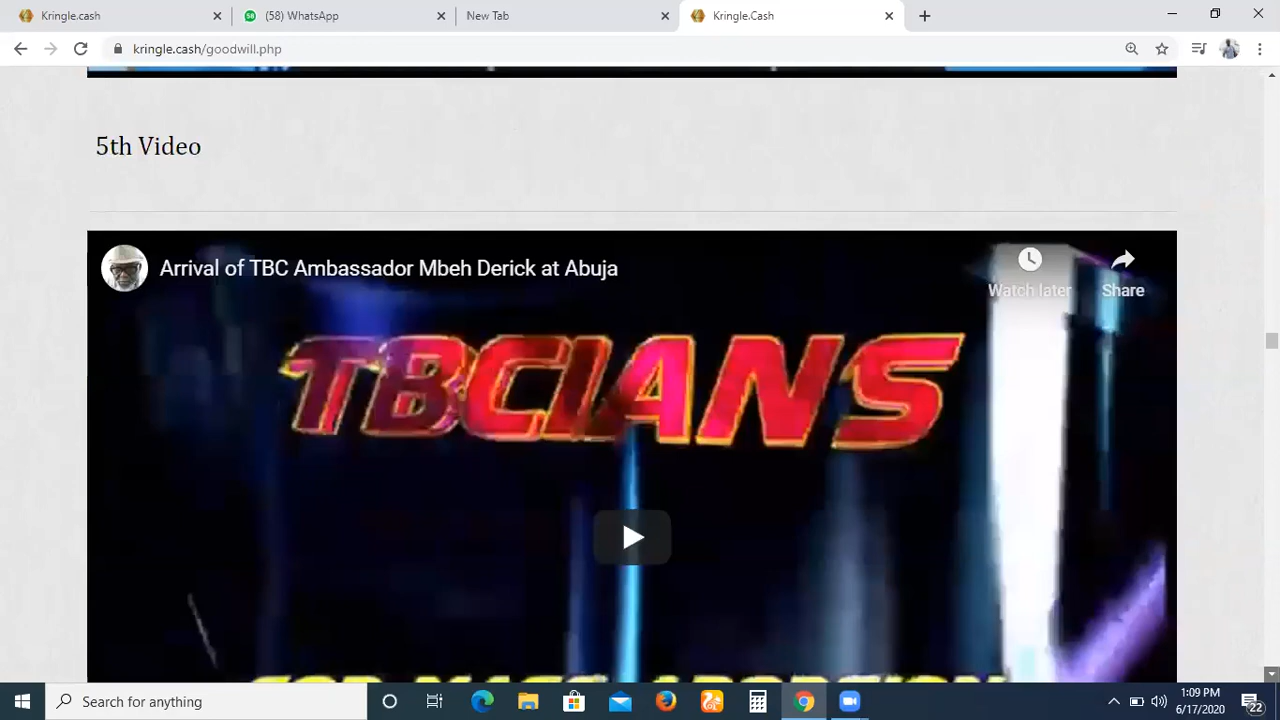 Kringle.cash
58
(58) WhatsApp
New Tab
Kringle.Cash
kringle.cash/goodwill.php
5th Video
Arrival of TBC Ambassador Mbeh Derick at Abuja
Watch later
Share
TBCIANS
Search for anything
1:09 PM
6/17/2020
22